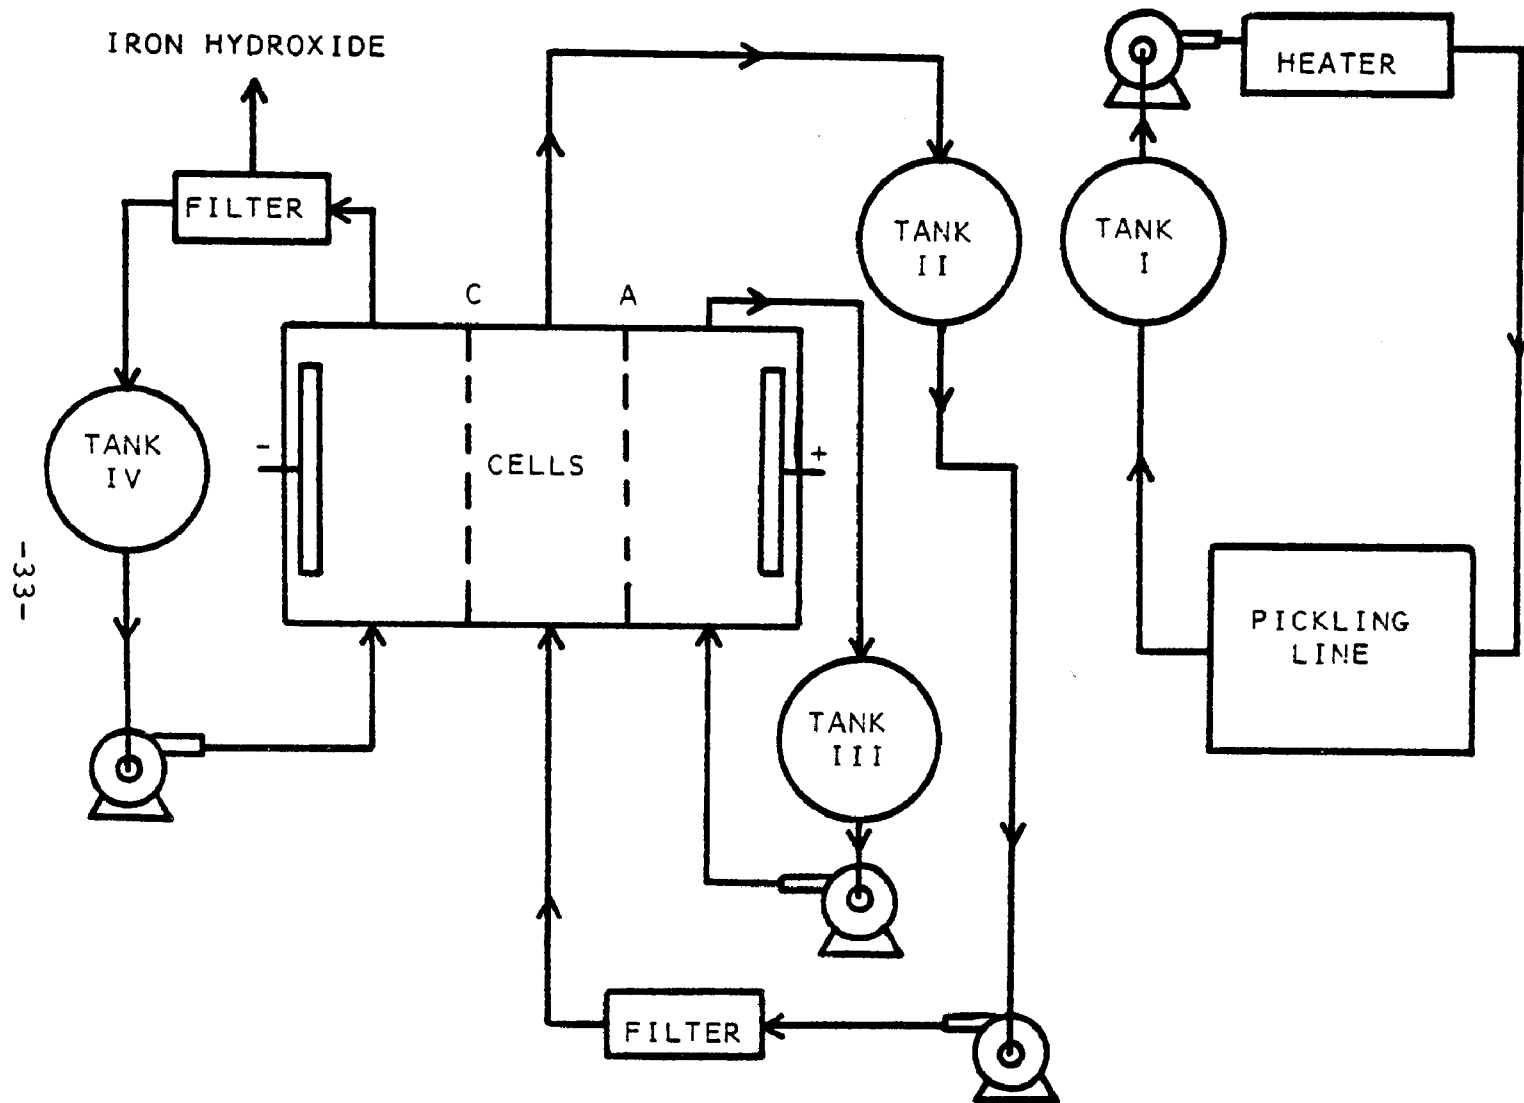 IRON HYDROXIDE
HEATER
FILTER
TANK
II
TANK
I
C
A
TANK
IV
-
CELLS
+
-33-
PICKLING
LINE
TANK
III
FILTER